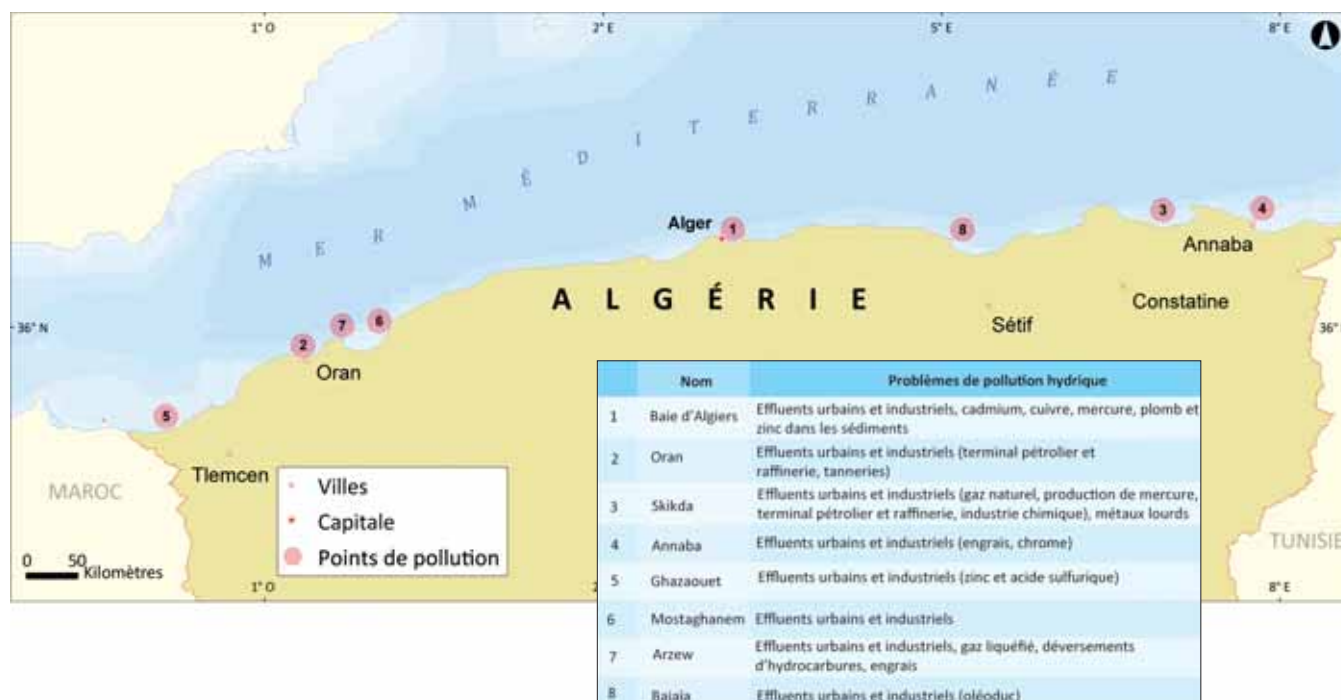 1° O 2° E 5° E 8° E
MER MÉDITERRANÉE
Alger 1 8 3 4
Annaba
ALGÉRIE
Constatine
Sétif
36° N 36°
7 6
2
Oran
5
Tlemcen
MAROC
TUNISIE
Villes
Capitale
Points de pollution
0 50 Kilomètres
1° O 2 8° E
Nom Problèmes de pollution hydrique
1 Baie d'Algiers Effluents urbains et industriels, cadmium, cuivre, mercure, plomb et
zinc dans les sédiments
2 Oran Effluents urbains et industriels (terminal pétrolier et
raffinerie, tanneries)
3 Skikda Effluents urbains et industriels (gaz naturel, production de mercure,
terminal pétrolier et raffinerie, industrie chimique), métaux lourds
4 Annaba Effluents urbains et industriels (engrais, chrome)
5 Ghazaouet Effluents urbains et industriels (zinc et acide sulfurique)
6 Mostaghanem Effluents urbains et industriels
7 Arzew Effluents urbains et industriels, gaz liquéfié, déversements
d'hydrocarbures, engrais
8 Bajaia Effluents urbains et industriels (oléoduc)